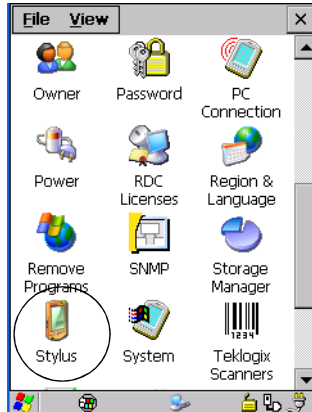 File View
Owner Password PC
Connection
Power RDC Region &
Licenses Language
Remove SNMP Storage
Programs Manager
1234
Stylus System Teklogix
Scanners